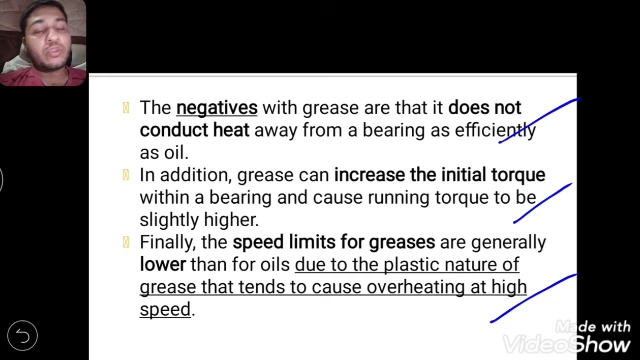 The negatives with grease are that it does not
conduct heat away from a bearing as efficiently
as oil.
In addition, grease can increase the initial torque
within a bearing and cause running torque to be
slightly higher.
Finally, the speed limits for greases are generally
lower than for oils due to the plastic nature of
grease that tends to cause overheating at high
speed.
Made with
VideoShow